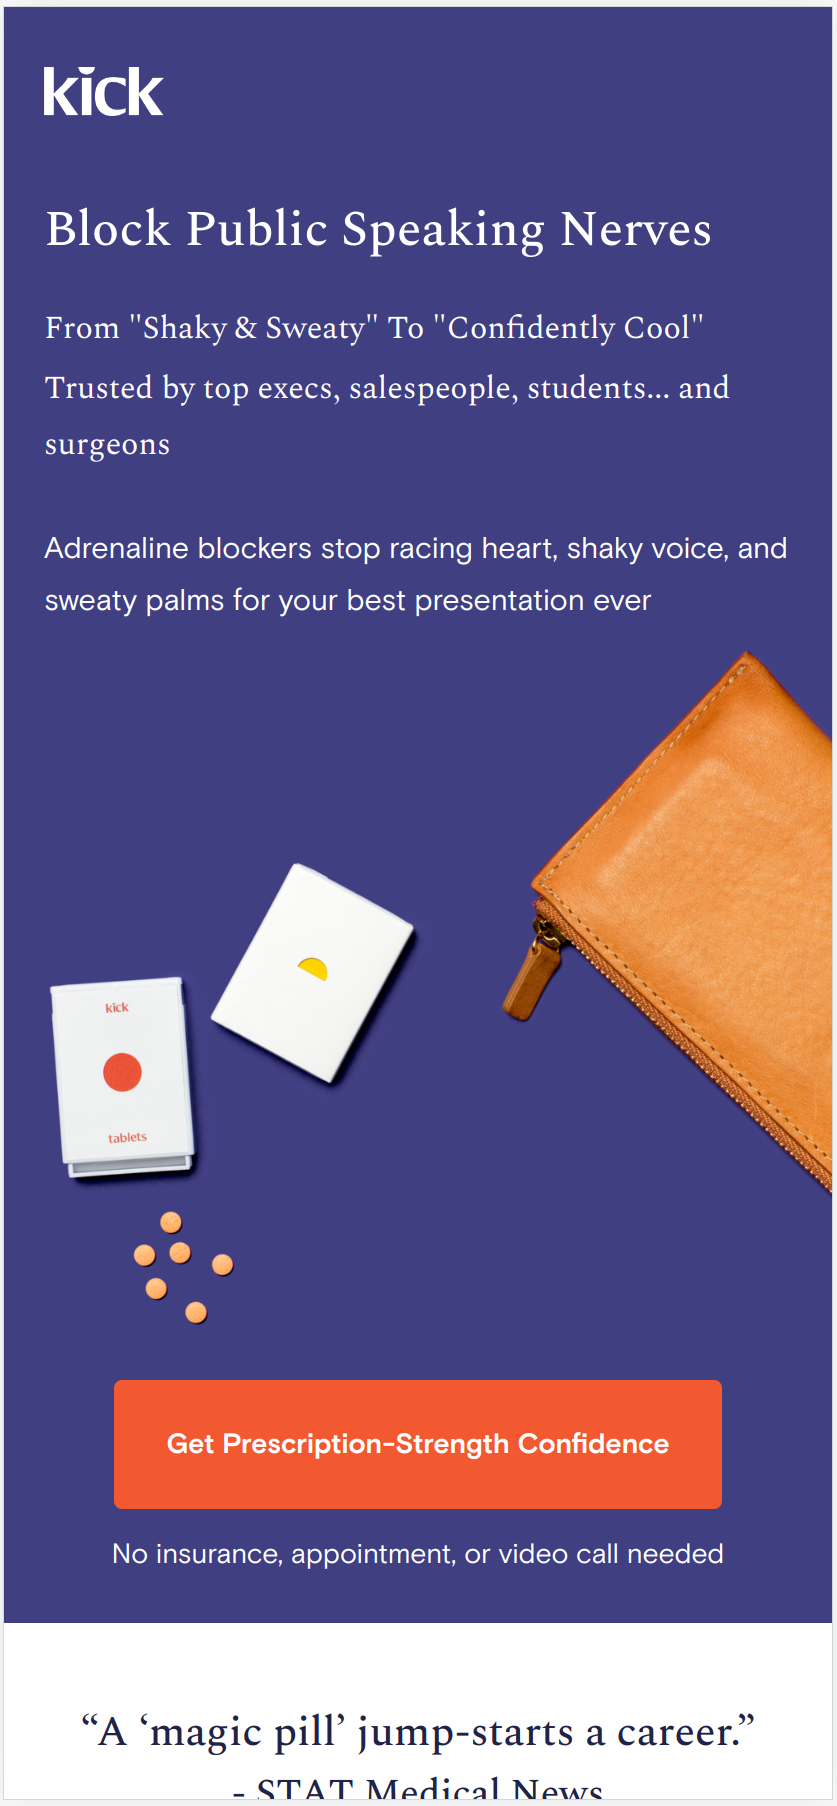 kick
Block Public Speaking Nerves
From "Shaky & Sweaty" To "Confidently Cool"
Trusted by top execs, salespeople, students... and
surgeons
Adrenaline blockers stop racing heart, shaky voice, and
sweaty palms for your best presentation ever
kick
tablets
Get Prescription-Strength Confidence
No insurance, appointment, or video call needed
“A ‘magic pill’ jump-starts a career.”
- STAT Medical News